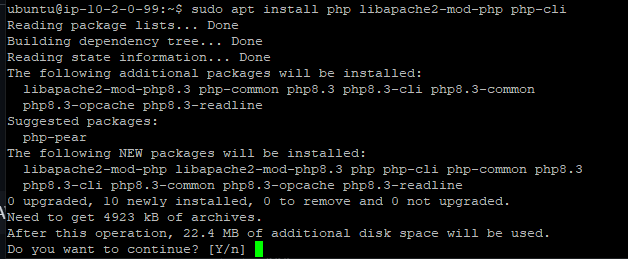 ubuntu@ip-10-2-0-99:~$ sudo apt install php libapache2-mod-php php-cli
Reading package lists... Done
Building dependency tree... Done
Reading state information... Done
The following additional packages will be installed:
  libapache2-mod-php8.3 php-common php8.3 php8.3-cli php8.3-common
  php8.3-opcache php8.3-readline
Suggested packages:
  php-pear
The following NEW packages will be installed:
  libapache2-mod-php libapache2-mod-php8.3 php php-cli php-common php8.3
  php8.3-cli php8.3-common php8.3-opcache php8.3-readline
0 upgraded, 10 newly installed, 0 to remove and 0 not upgraded.
Need to get 4923 kB of archives.
After this operation, 22.4 MB of additional disk space will be used.
Do you want to continue? [Y/n]